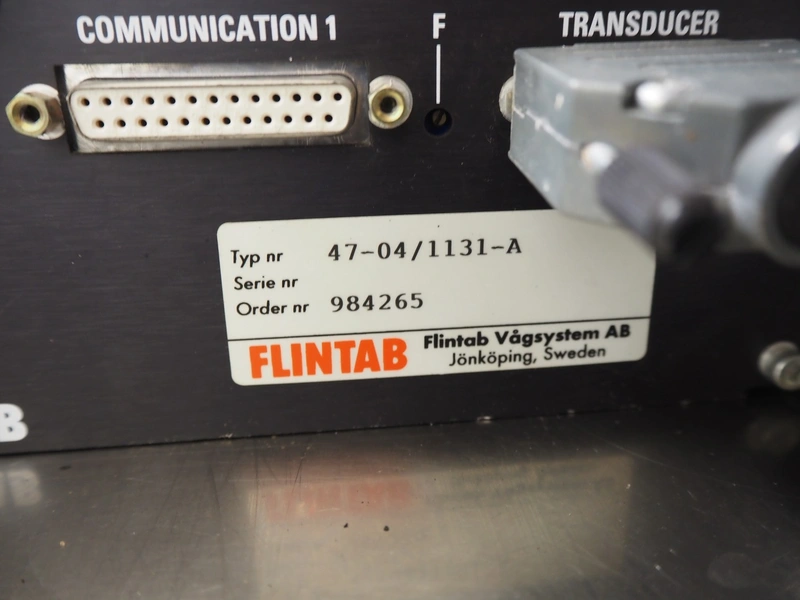 COMMUNICATION 1
F
TRANSDUCER
Typ nr 47-04/1131-A
Serie nr
Order nr 984265
FLINTAB
Flintab Vågsystem AB
Jönköping, Sweden
B